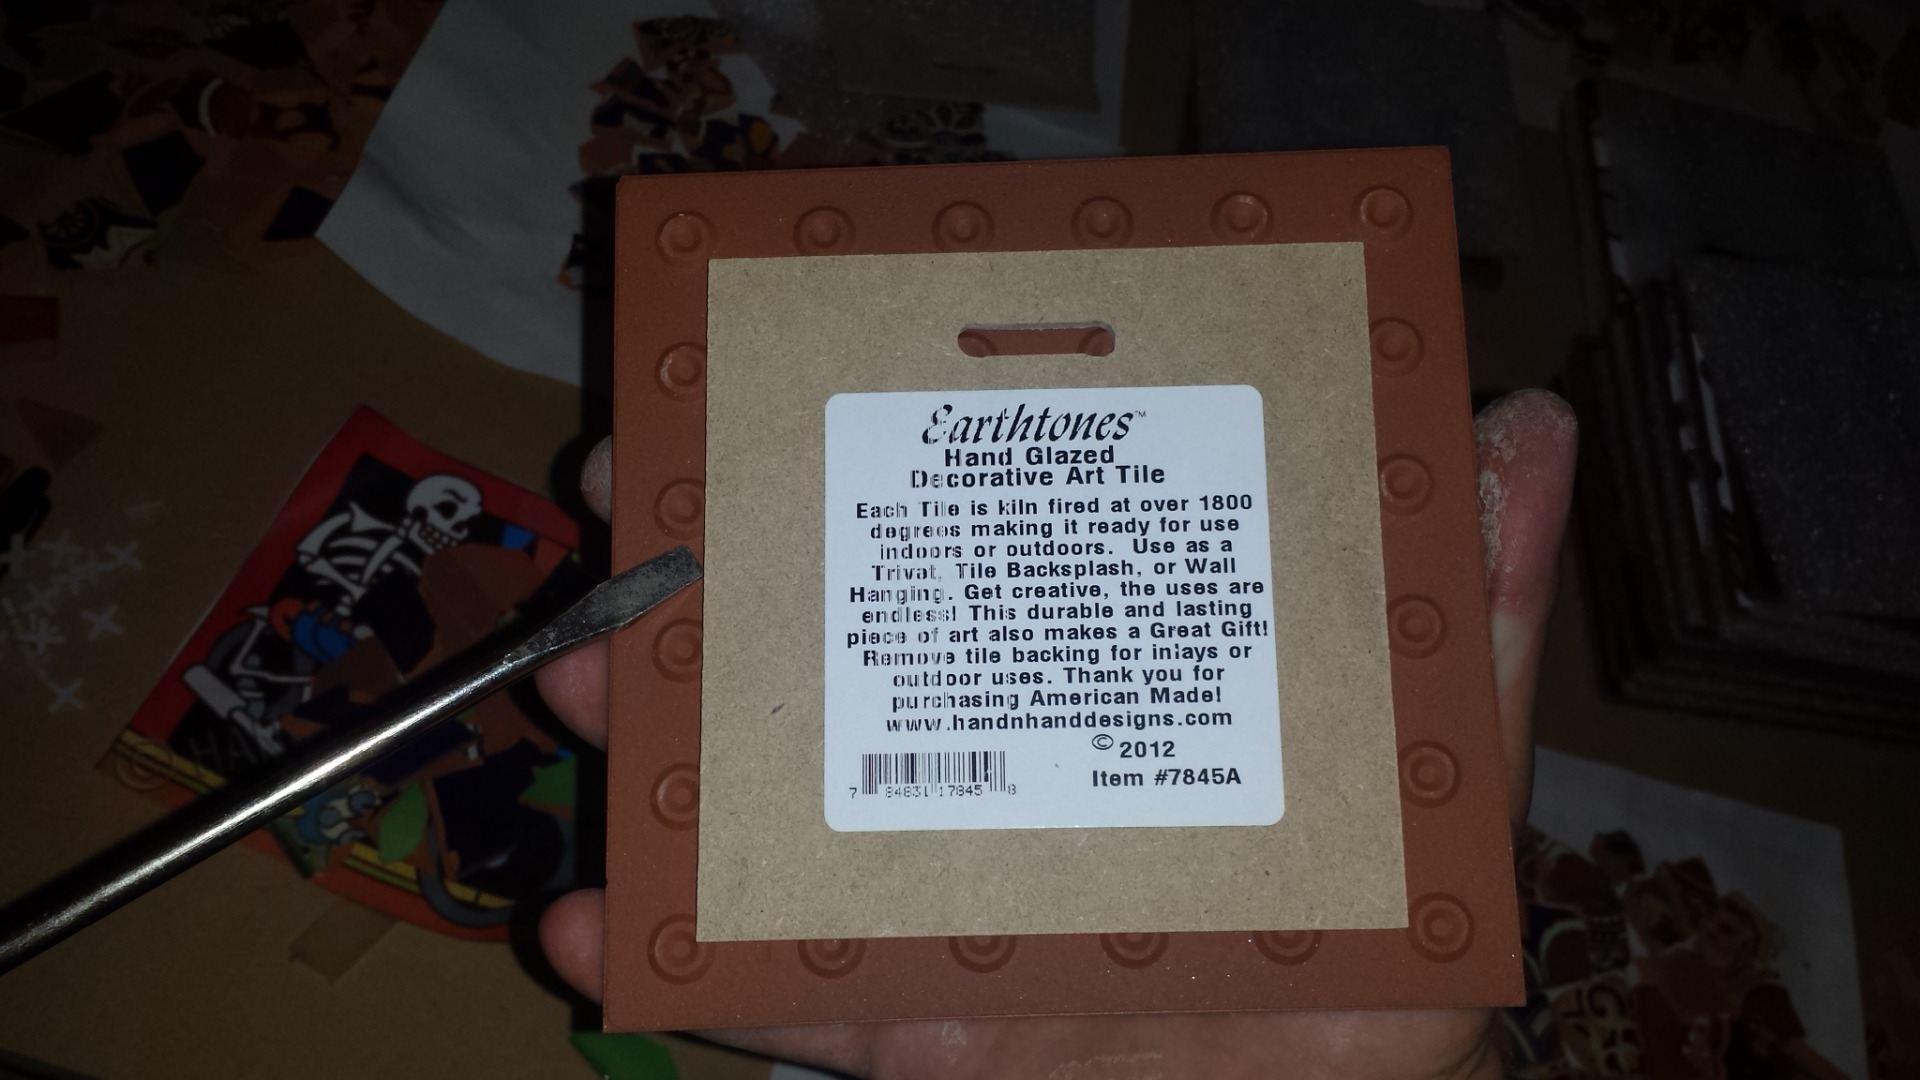 Earthtones™
Hand Glazed
Decorative Art Tile
Each Tile is kiln fired at over 1800
degrees making it ready for use
indoors or outdoors. Use as a
Trivat, Tile Backsplash, or Wall
Hanging. Get creative, the uses are
endless! This durable and lasting
piece of art also makes a Great Gift!
Remove tile backing for inlays or
outdoor uses. Thank you for
purchasing American Made!
www.handnhanddesigns.com
© 2012
Item #7845A
7 84831 17845 8
HA